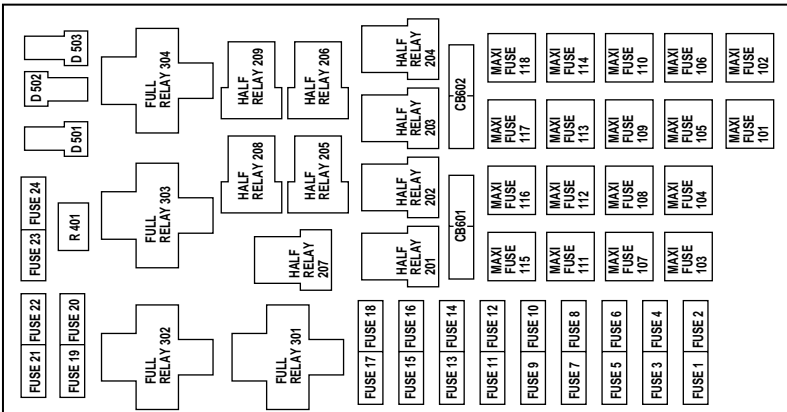 D 503
D 502
D 501
FULL
RELAY 304
HALF
RELAY 209
HALF
RELAY 206
HALF
RELAY
204
HALF
RELAY
203
CB602
MAXI
FUSE
118
MAXI
FUSE
114
MAXI
FUSE
110
MAXI
FUSE
106
MAXI
FUSE
102
MAXI
FUSE
117
MAXI
FUSE
113
MAXI
FUSE
109
MAXI
FUSE
105
MAXI
FUSE
101
FUSE 24
FUSE 23
R 401
FULL
RELAY 303
HALF
RELAY 208
HALF
RELAY 205
HALF
RELAY
207
HALF
RELAY
202
HALF
RELAY
201
CB601
MAXI
FUSE
116
MAXI
FUSE
112
MAXI
FUSE
108
MAXI
FUSE
104
MAXI
FUSE
115
MAXI
FUSE
111
MAXI
FUSE
107
MAXI
FUSE
103
FUSE 22
FUSE 21
FUSE 20
FUSE 19
FULL
RELAY 302
FULL
RELAY 301
FUSE 18
FUSE 17
FUSE 16
FUSE 15
FUSE 14
FUSE 13
FUSE 12
FUSE 11
FUSE 10
FUSE 9
FUSE 8
FUSE 7
FUSE 6
FUSE 5
FUSE 4
FUSE 3
FUSE 2
FUSE 1